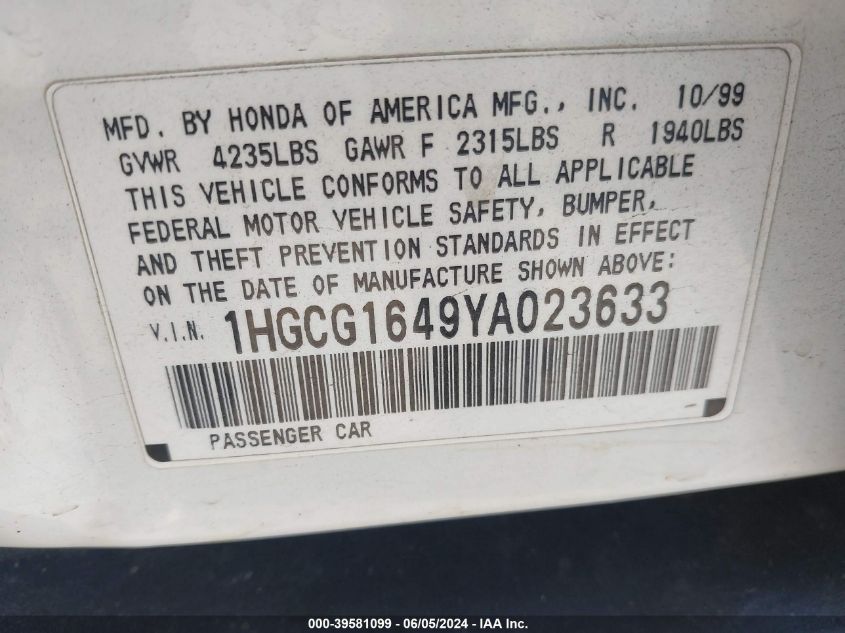 MFD. BY HONDA OF AMERICA MFG., INC. 10/99
GVWR 4235LBS GAWR F 2315LBS R 1940LBS
THIS VEHICLE CONFORMS TO ALL APPLICABLE
FEDERAL MOTOR VEHICLE SAFETY, BUMPER,
AND THEFT PREVENTION STANDARDS IN EFFECT
ON THE DATE OF MANUFACTURE SHOWN ABOVE:
V.I.N. 1HGCG1649YA023633
PASSENGER CAR –
000-39581099 - 06/05/2024 - IAA Inc.